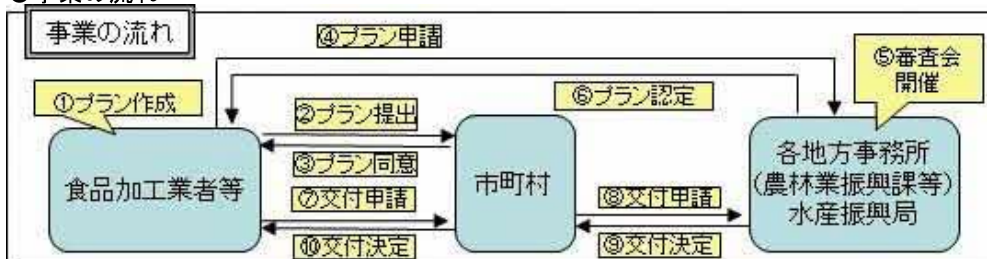 事業の流れ
④プラン申請
⑤審査会
開催
①プラン作成
⑥プラン認定
②プラン提出
③プラン同意
食品加工業者等
市町村
各地方事務所
(農林業振興課等)
水産振興局
⑦交付申請
⑧交付申請
⑩交付決定
⑨交付決定